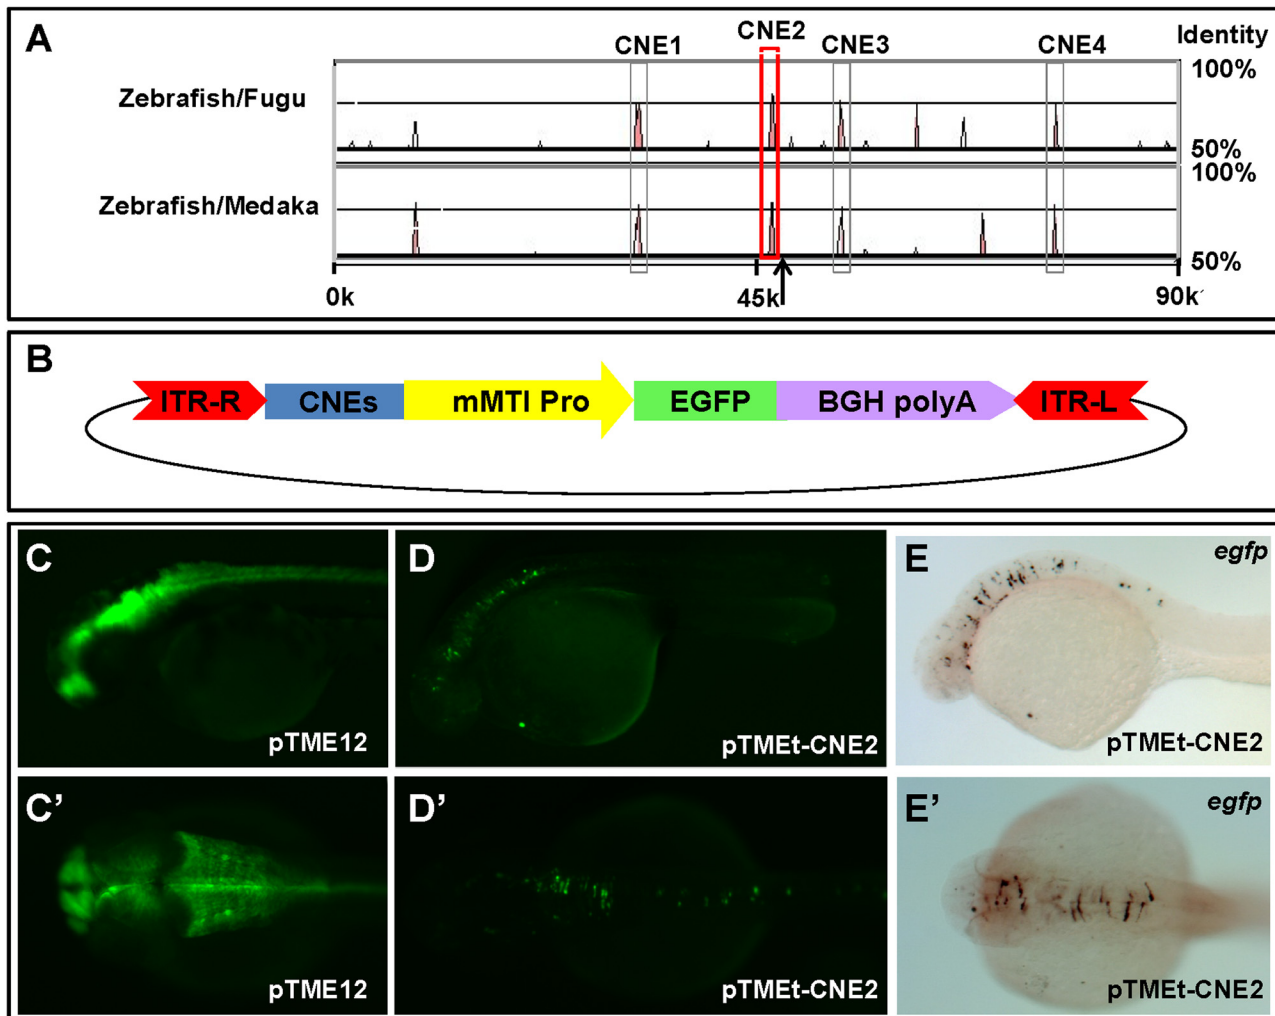 A
CNE1
CNE2
CNE3
CNE4
Identity
Zebrafish/Fugu
100%
50%
Zebrafish/Medaka
100%
50%
0k
45k
90k
B
ITR-R
CNEs
mMTI Pro
EGFP
BGH polyA
ITR-L
C
pTME12
D
pTMEt-CNE2
E
egfp
pTMEt-CNE2
C’
pTME12
D’
pTMEt-CNE2
E’
egfp
pTMEt-CNE2